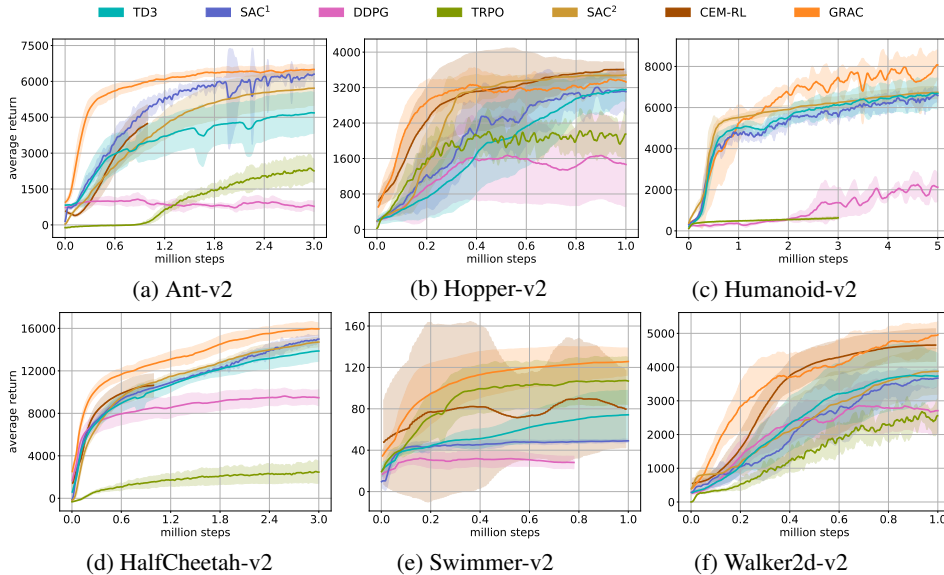 TD3 SAC¹ DDPG TRPO SAC² CEM-RL GRAC
7500
6000
4500
3000
1500
0
average return
0.0 0.6 1.2 1.8 2.4 3.0
million steps
(a) Ant-v2
4000
3200
2400
1600
800
0
0.0 0.2 0.4 0.6 0.8 1.0
million steps
(b) Hopper-v2
8000
6000
4000
2000
0
0 1 2 3 4 5
million steps
(c) Humanoid-v2
16000
12000
8000
4000
0
average return
0.0 0.6 1.2 1.8 2.4 3.0
million steps
(d) HalfCheetah-v2
160
120
80
40
0
0.0 0.2 0.4 0.6 0.8 1.0
million steps
(e) Swimmer-v2
5000
4000
3000
2000
1000
0
0.0 0.2 0.4 0.6 0.8 1.0
million steps
(f) Walker2d-v2